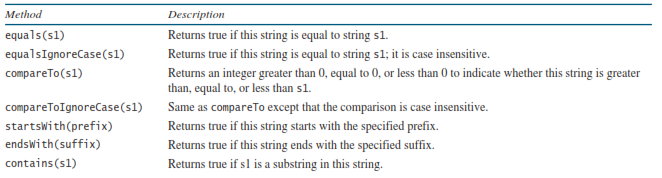 Method Description
equals(s1) Returns true if this string is equal to string s1.
equalsIgnoreCase(s1) Returns true if this string is equal to string s1; it is case insensitive.
compareTo(s1) Returns an integer greater than 0, equal to 0, or less than 0 to indicate whether this string is greater
than, equal to, or less than s1.
compareToIgnoreCase(s1) Same as compareTo except that the comparison is case insensitive.
startsWith(prefix) Returns true if this string starts with the specified prefix.
endsWith(suffix) Returns true if this string ends with the specified suffix.
contains(s1) Returns true if s1 is a substring in this string.